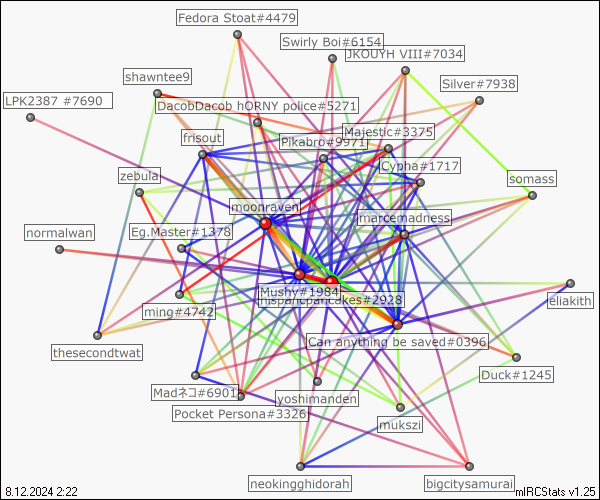 Fedora Stoat#4479
Swirly Boi#6154
JKOUYH VIII#7034
shawntee9
Silver#7938
LPK2387 #7690
DacobDacob hORNY police#5271
Majestic#3375
frisout
Pikabro#9971
Cypha#1717
zebula
somass
moonraven
marcemadness
Eg.Master#1378
normalwan
Mushy#1984
cakes#2928
eliakith
ming#4742
Can anything be saved#0396
thesecondtwat
Duck#1245
Madネコ#6901
yoshimanden
Pocket Persona#3326
mukszi
neokingghidorah
bigcitysamurai
8.12.2024 2:22
mIRCStats v1.25